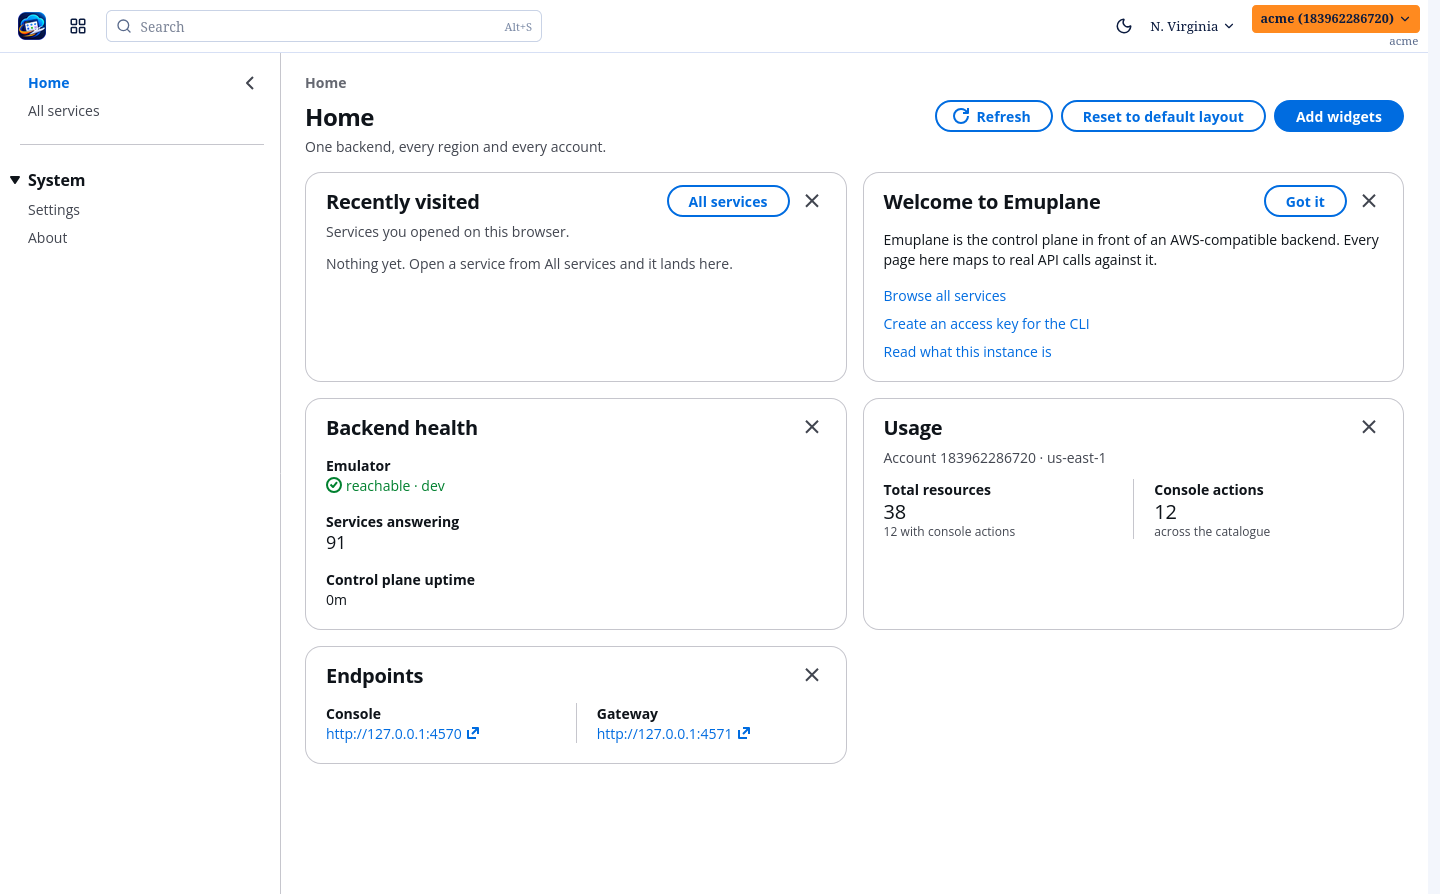 Search
Alt+S
N. Virginia
acme (183962286720)
acme
Home
All services
System
Settings
About
Home
Home
Refresh
Reset to default layout
Add widgets
One backend, every region and every account.
Recently visited
All services
Services you opened on this browser.
Nothing yet. Open a service from All services and it lands here.
Welcome to Emuplane
Got it
Emuplane is the control plane in front of an AWS-compatible backend. Every
page here maps to real API calls against it.
Browse all services
Create an access key for the CLI
Read what this instance is
Backend health
Emulator
reachable · dev
Services answering
91
Control plane uptime
0m
Usage
Account 183962286720 · us-east-1
Total resources
38
12 with console actions
Console actions
12
across the catalogue
Endpoints
Console
http://127.0.0.1:4570
Gateway
http://127.0.0.1:4571